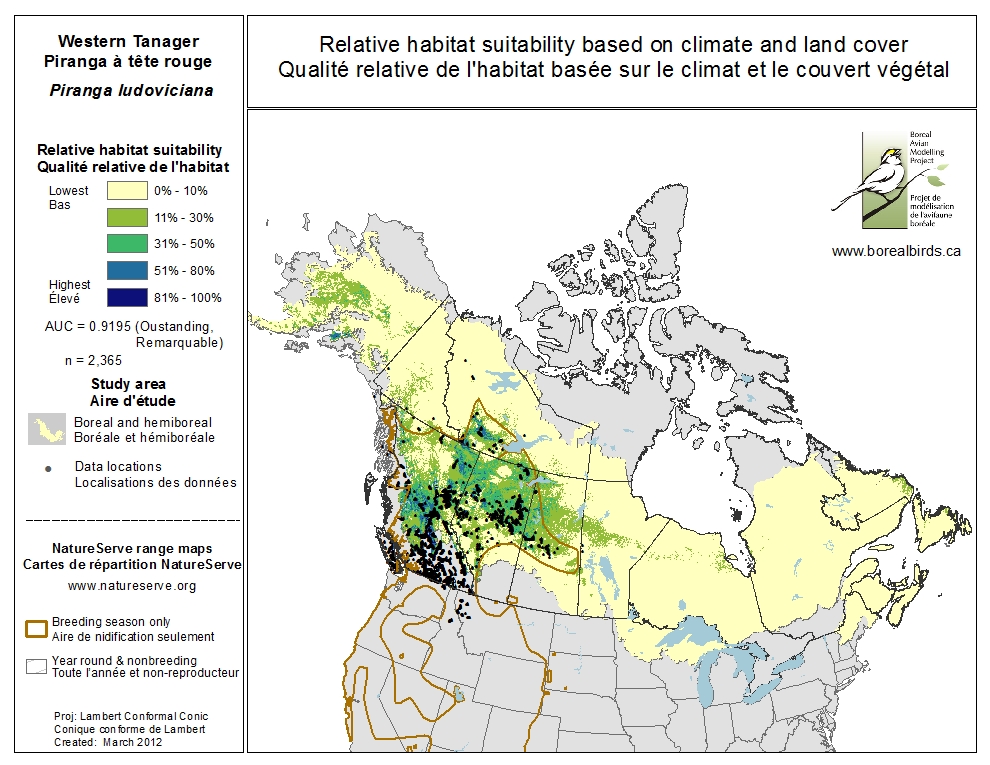 Western Tanager
Piranga à tête rouge
Piranga ludoviciana
Relative habitat suitability based on climate and land cover
Qualité relative de l'habitat basée sur le climat et le couvert végétal
Relative habitat suitability
Qualité relative de l'habitat
Lowest
Bas
0% - 10%
11% - 30%
31% - 50%
51% - 80%
Highest
Élevé
81% - 100%
AUC = 0.9195 (Oustanding,
Remarquable)
n = 2,365
Study area
Aire d'étude
Boreal and hemiboreal
Boréale et hémiboréale
Data locations
Localisations des données
NatureServe range maps
Cartes de répartition NatureServe
www.natureserve.org
Breeding season only
Aire de nidification seulement
Year round & nonbreeding
Toute l'année et non-reproducteur
Proj: Lambert Conformal Conic
Conique conforme de Lambert
Created: March 2012
Boreal
Avian
Modelling
Project
Projet de
modélisation
de l'avifaune
boréale
www.borealbirds.ca